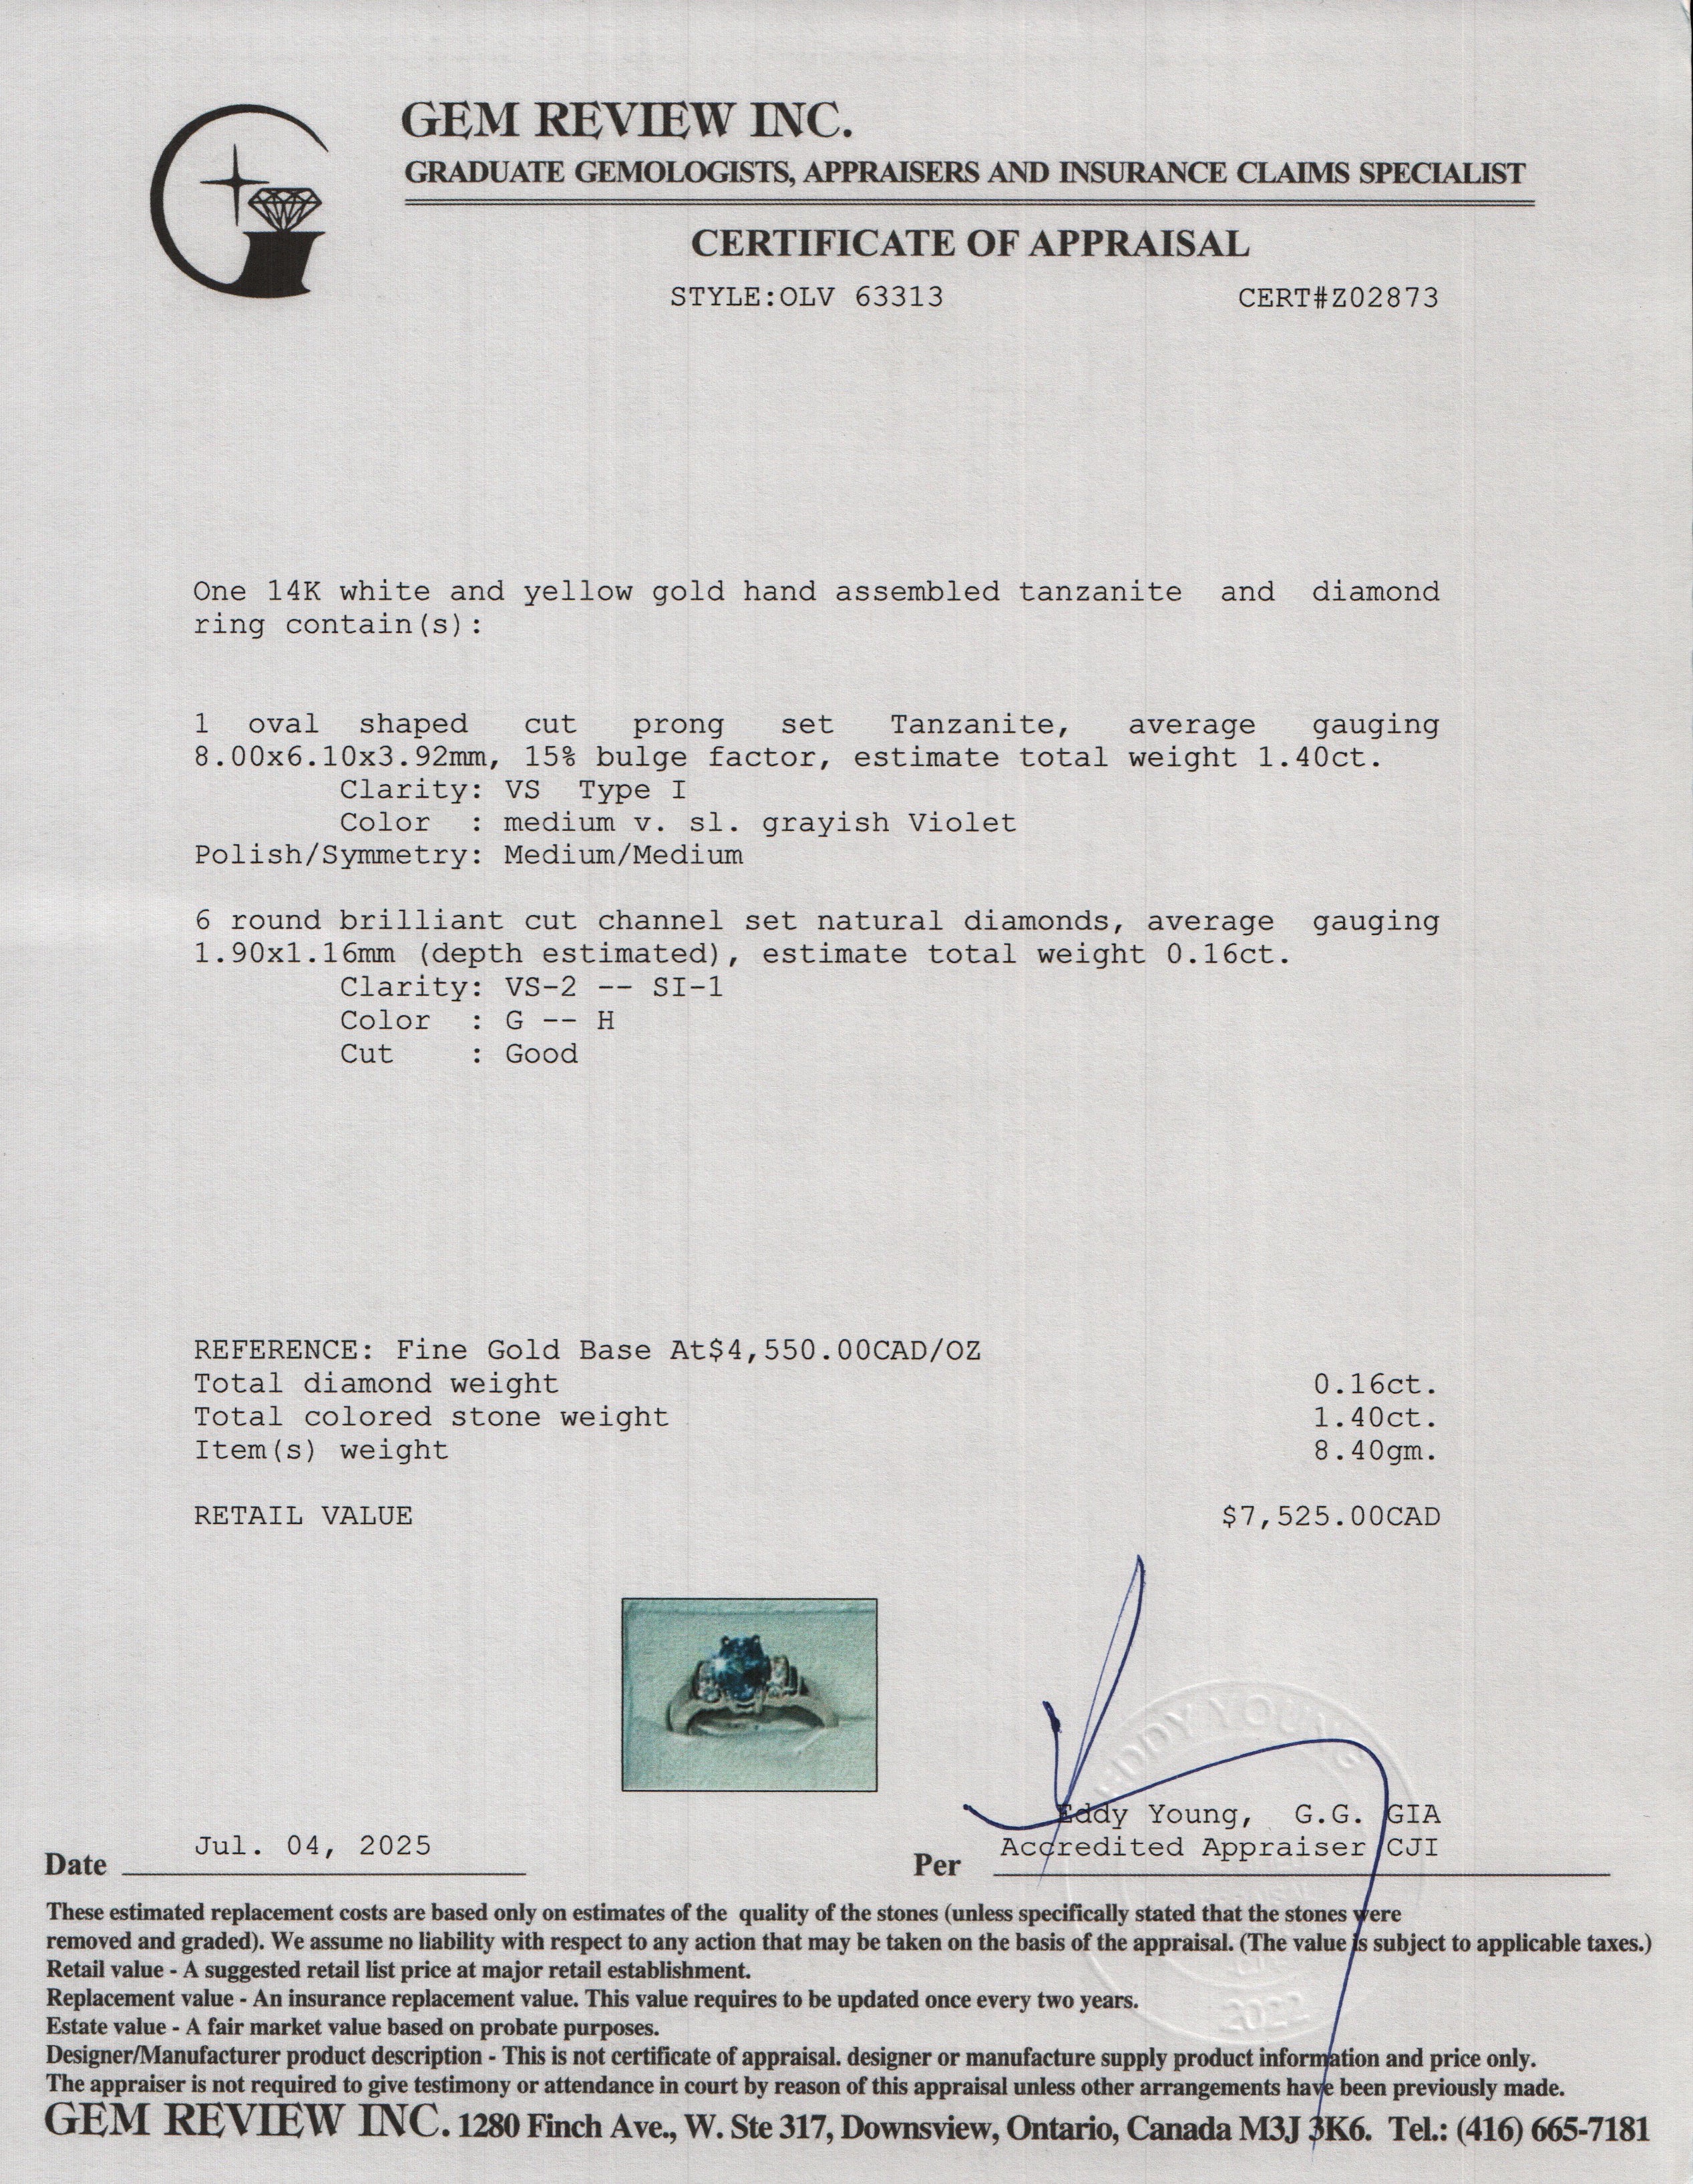 GEM REVIEW INC.
GRADUATE GEMOLOGISTS, APPRAISERS AND INSURANCE CLAIMS SPECIALIST
CERTIFICATE OF APPRAISAL
STYLE:OLV 63313 CERT#Z02873
One 14K white and yellow gold hand assembled tanzanite and diamond
ring contain(s):
1 oval shaped cut prong set Tanzanite, average gauging
8.00x6.10x3.92mm, 15% bulge factor, estimate total weight 1.40ct.
Clarity: VS Type I
Color : medium v. sl. grayish Violet
Polish/Symmetry: Medium/Medium
6 round brilliant cut channel set natural diamonds, average gauging
1.90x1.16mm (depth estimated), estimate total weight 0.16ct.
Clarity: VS-2 -- SI-1
Color : G -- H
Cut : Good
REFERENCE: Fine Gold Base At$4,550.00CAD/OZ
Total diamond weight 0.16ct.
Total colored stone weight 1.40ct.
Item(s) weight 8.40gm.
RETAIL VALUE $7,525.00CAD
EDDY YOUNG
Eddy Young, G.G. GIA
Jul. 04, 2025 Accredited Appraiser CJI
Date Per
These estimated replacement costs are based only on estimates of the quality of the stones (unless specifically stated that the stones were
removed and graded). We assume no liability with respect to any action that may be taken on the basis of the appraisal. (The value is subject to applicable taxes.)
Retail value - A suggested retail list price at major retail establishment.
Replacement value - An insurance replacement value. This value requires to be updated once every two years.
2022
Estate value - A fair market value based on probate purposes.
Designer/Manufacturer product description - This is not certificate of appraisal. designer or manufacture supply product information and price only.
The appraiser is not required to give testimony or attendance in court by reason of this appraisal unless other arrangements have been previously made.
GEM REVIEW INC. 1280 Finch Ave., W. Ste 317, Downsview, Ontario, Canada M3J 3K6. Tel.: (416) 665-7181